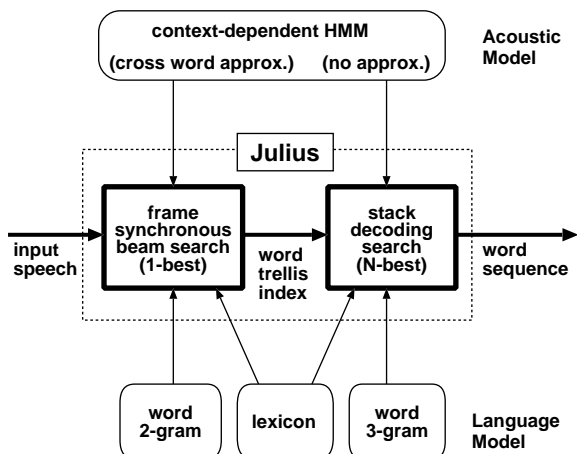 context-dependent HMM
(cross word approx.) (no approx.)
Acoustic
Model
Julius
frame
synchronous
beam search
(1-best)
stack
decoding
search
(N-best)
input
speech
word
trellis
index
word
sequence
word
2-gram
lexicon
word
3-gram
Language
Model